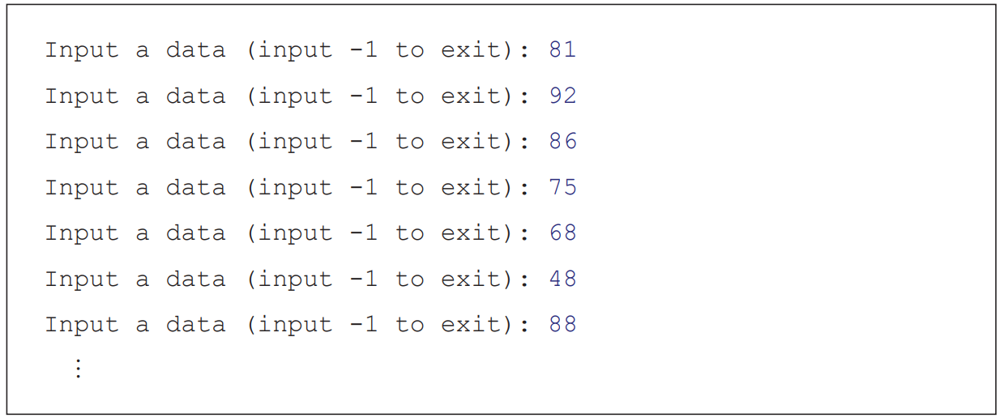 Input a data (input -1 to exit): 81
Input a data (input -1 to exit): 92
Input a data (input -1 to exit): 86
Input a data (input -1 to exit): 75
Input a data (input -1 to exit): 68
Input a data (input -1 to exit): 48
Input a data (input -1 to exit): 88
⋮